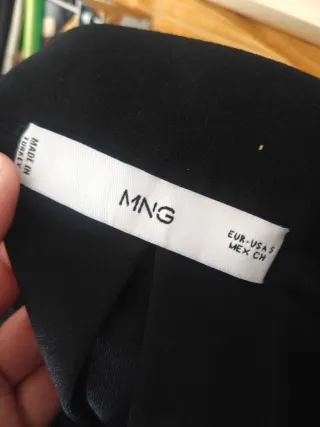 MADE IN
TURKEY
MNG
EUR-USA S
MEX CH